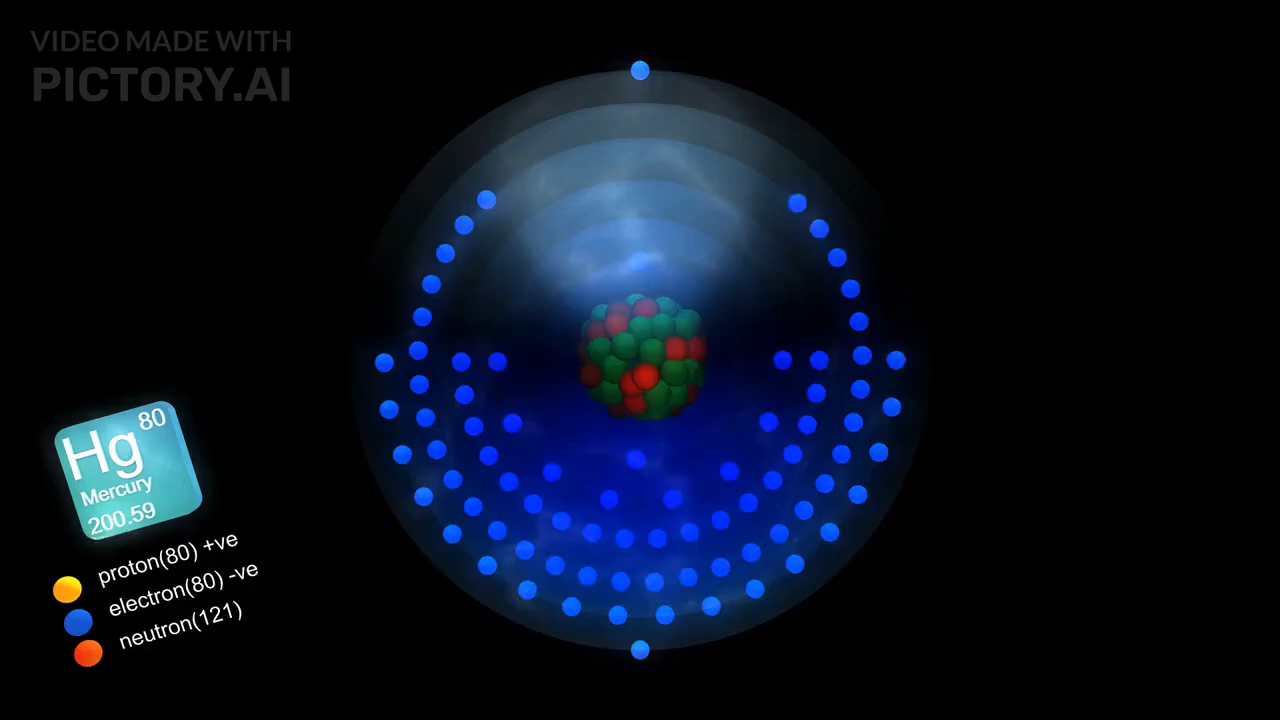 VIDEO MADE WITH
PICTORY.AI
80
Hg
Mercury
200.59
proton(80) +ve
electron(80) -ve
neutron(121)